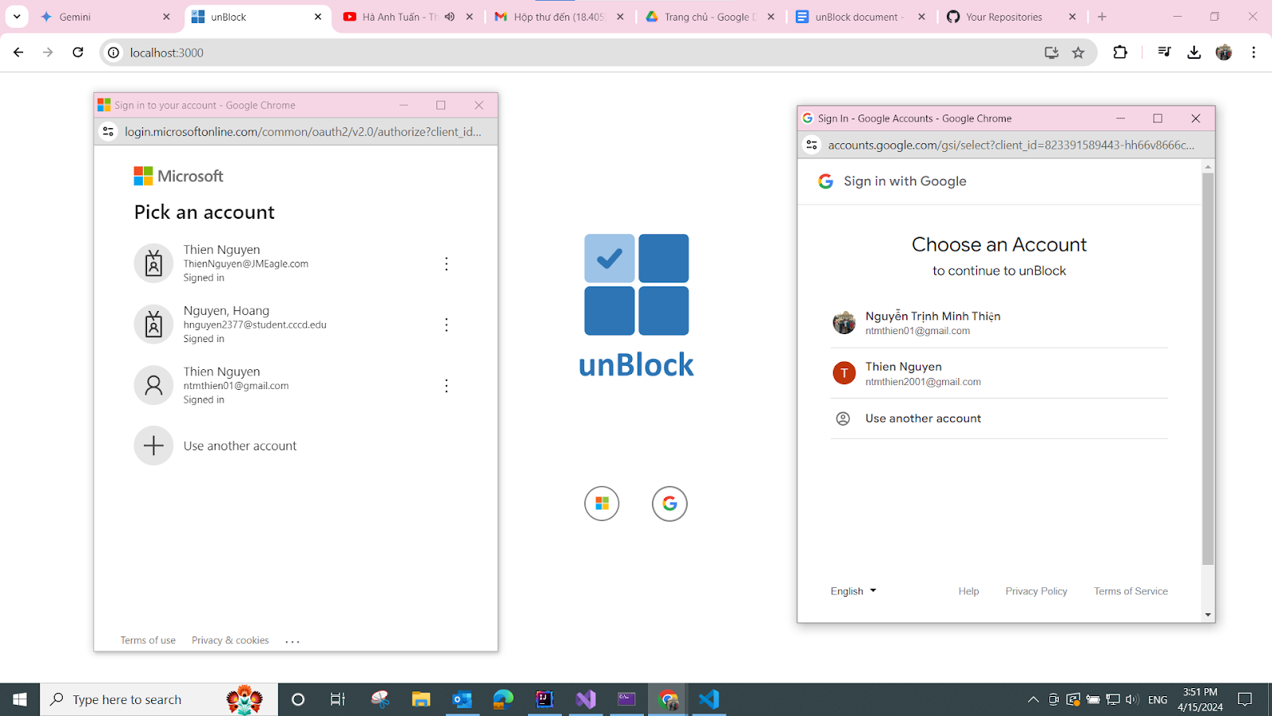 Gemini
unBlock
Hà Anh Tuấn - Th
Hộp thư đến (18.405
Trang chủ - Google D
unBlock document -
Your Repositories
localhost:3000
Sign in to your account - Google Chrome
login.microsoftonline.com/common/oauth2/v2.0/authorize?client_id...
Microsoft
Pick an account
Thien Nguyen
ThienNguyen@JMEagle.com
Signed in
Nguyen, Hoang
hnguyen2377@student.cccd.edu
Signed in
Thien Nguyen
ntmthien01@gmail.com
Signed in
Use another account
Terms of use Privacy & cookies ...
unBlock
Sign In - Google Accounts - Google Chrome
accounts.google.com/gsi/select?client_id=823391589443-hh66v8666c...
Sign in with Google
Choose an Account
to continue to unBlock
Nguyễn Trịnh Minh Thiện
ntmthien01@gmail.com
T
Thien Nguyen
ntmthien2001@gmail.com
Use another account
English Help Privacy Policy Terms of Service
Type here to search
ENG
3:51 PM
4/15/2024